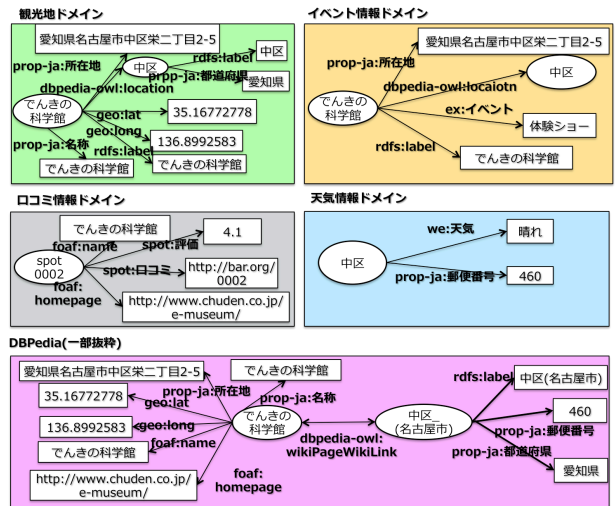 観光地ドメイン
愛知県名古屋市中区栄二丁目2-5
prop-ja:所在地
中区
rdfs:label
中区
prpp-ja:都道府県
愛知県
dbpedia-owl:location
でんきの
科学館
geo:lat
35.16772778
geo:long
136.8992583
prop-ja:名称
rdfs:label
でんきの科学館
でんきの科学館
イベント情報ドメイン
愛知県名古屋市中区栄二丁目2-5
prop-ja:所在地
dbpedia-owl:locaiotn
中区
でんきの
科学館
ex:イベント
体験ショー
rdfs:label
でんきの科学館
口コミ情報ドメイン
でんきの科学館
foaf:name
spot:評価
4.1
spot
0002
spot:口コミ
http://bar.org/
0002
foaf:
homepage
http://www.chuden.co.jp/
e-museum/
天気情報ドメイン
we:天気
晴れ
中区
prop-ja:郵便番号
460
DBPedia(一部抜粋)
愛知県名古屋市中区栄二丁目2-5
でんきの科学館
prop-ja:所在地
prop-ja:名称
35.16772778
geo:lat
でんきの
科学館
136.8992583
geo:long
foaf:name
でんきの科学館
foaf:
homepage
http://www.chuden.co.jp/
e-museum/
dbpedia-owl:
wikiPageWikiLink
中区_
(名古屋市)
rdfs:label
中区(名古屋市)
460
prop-ja:郵便番号
prop-ja:都道府県
愛知県